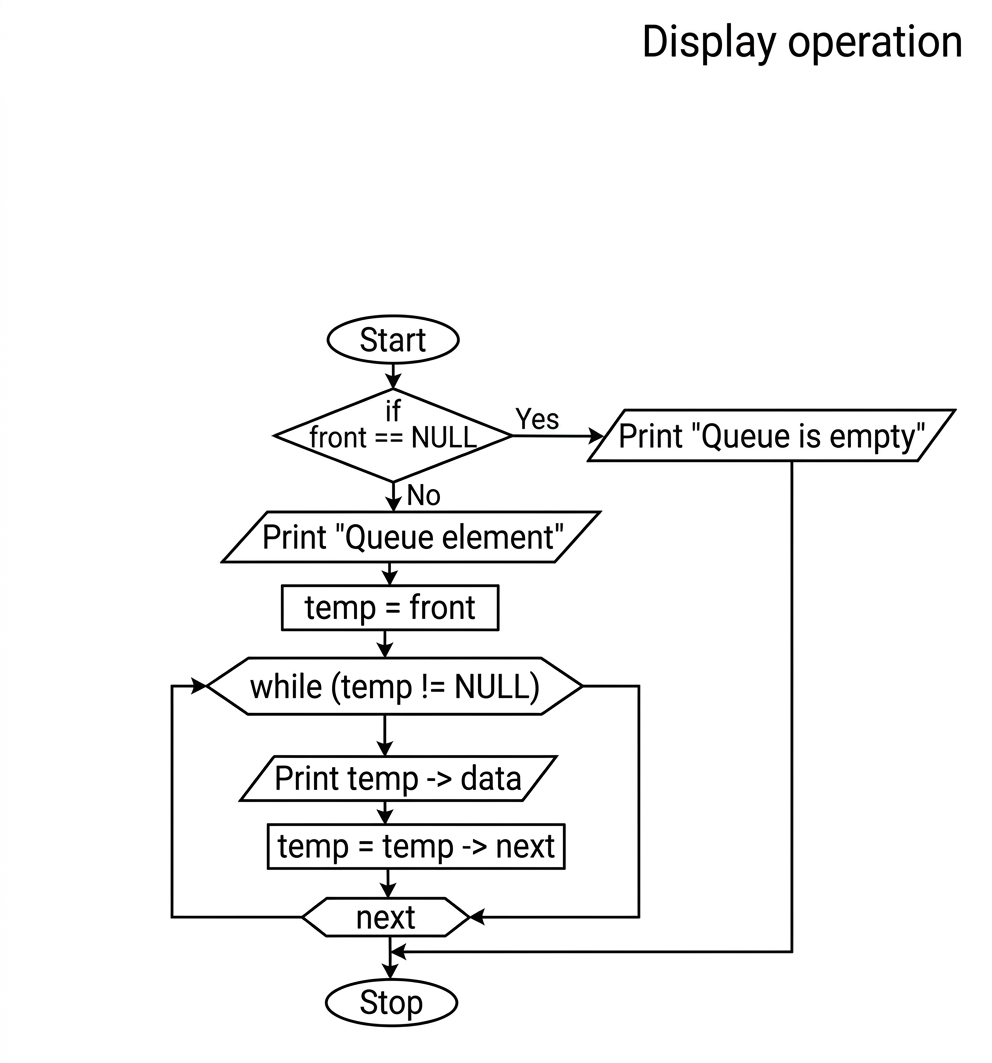 Display operation
Start
if
front == NULL
Yes
Print "Queue is empty"
No
Print "Queue element"
temp = front
while (temp != NULL)
Print temp -> data
temp = temp -> next
next
Stop